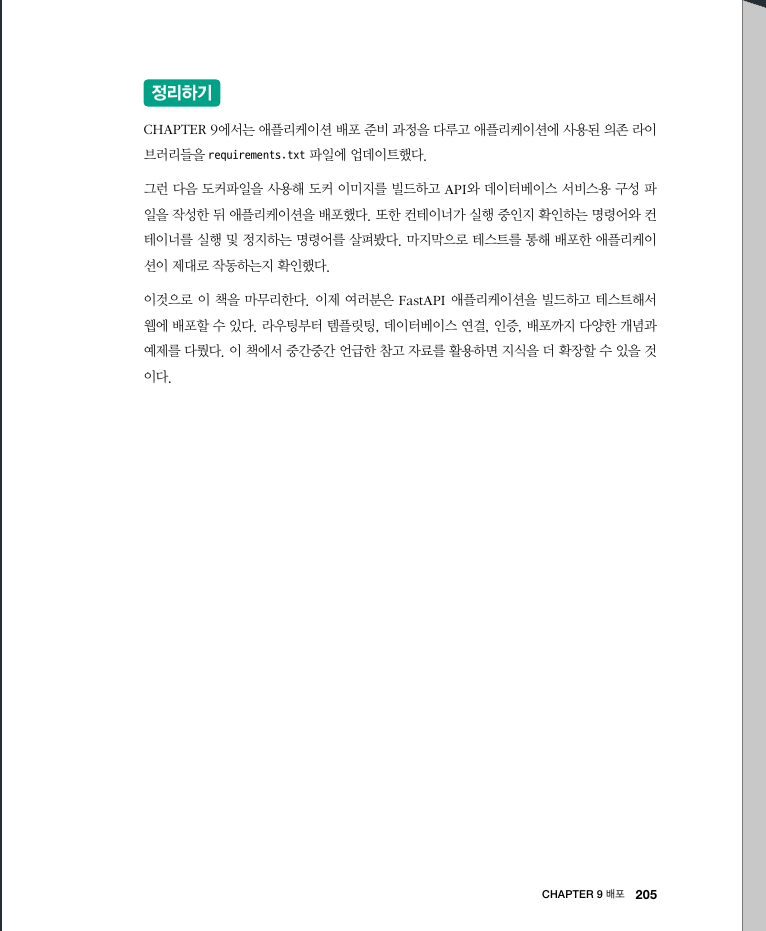 정리하기
CHAPTER 9에서는 애플리케이션 배포 준비 과정을 다루고 애플리케이션에 사용된 의존 라이
브러리들을 requirements.txt 파일에 업데이트했다.
그런 다음 도커파일을 사용해 도커 이미지를 빌드하고 API와 데이터베이스 서비스용 구성 파
일을 작성한 뒤 애플리케이션을 배포했다. 또한 컨테이너가 실행 중인지 확인하는 명령어와 컨
테이너를 실행 및 정지하는 명령어를 살펴봤다. 마지막으로 테스트를 통해 배포한 애플리케이
션이 제대로 작동하는지 확인했다.
이것으로 이 책을 마무리한다. 이제 여러분은 FastAPI 애플리케이션을 빌드하고 테스트해서
웹에 배포할 수 있다. 라우팅부터 템플릿팅, 데이터베이스 연결, 인증, 배포까지 다양한 개념과
예제를 다뤘다. 이 책에서 중간중간 언급한 참고 자료를 활용하면 지식을 더 확장할 수 있을 것
이다.
CHAPTER 9 배포 205